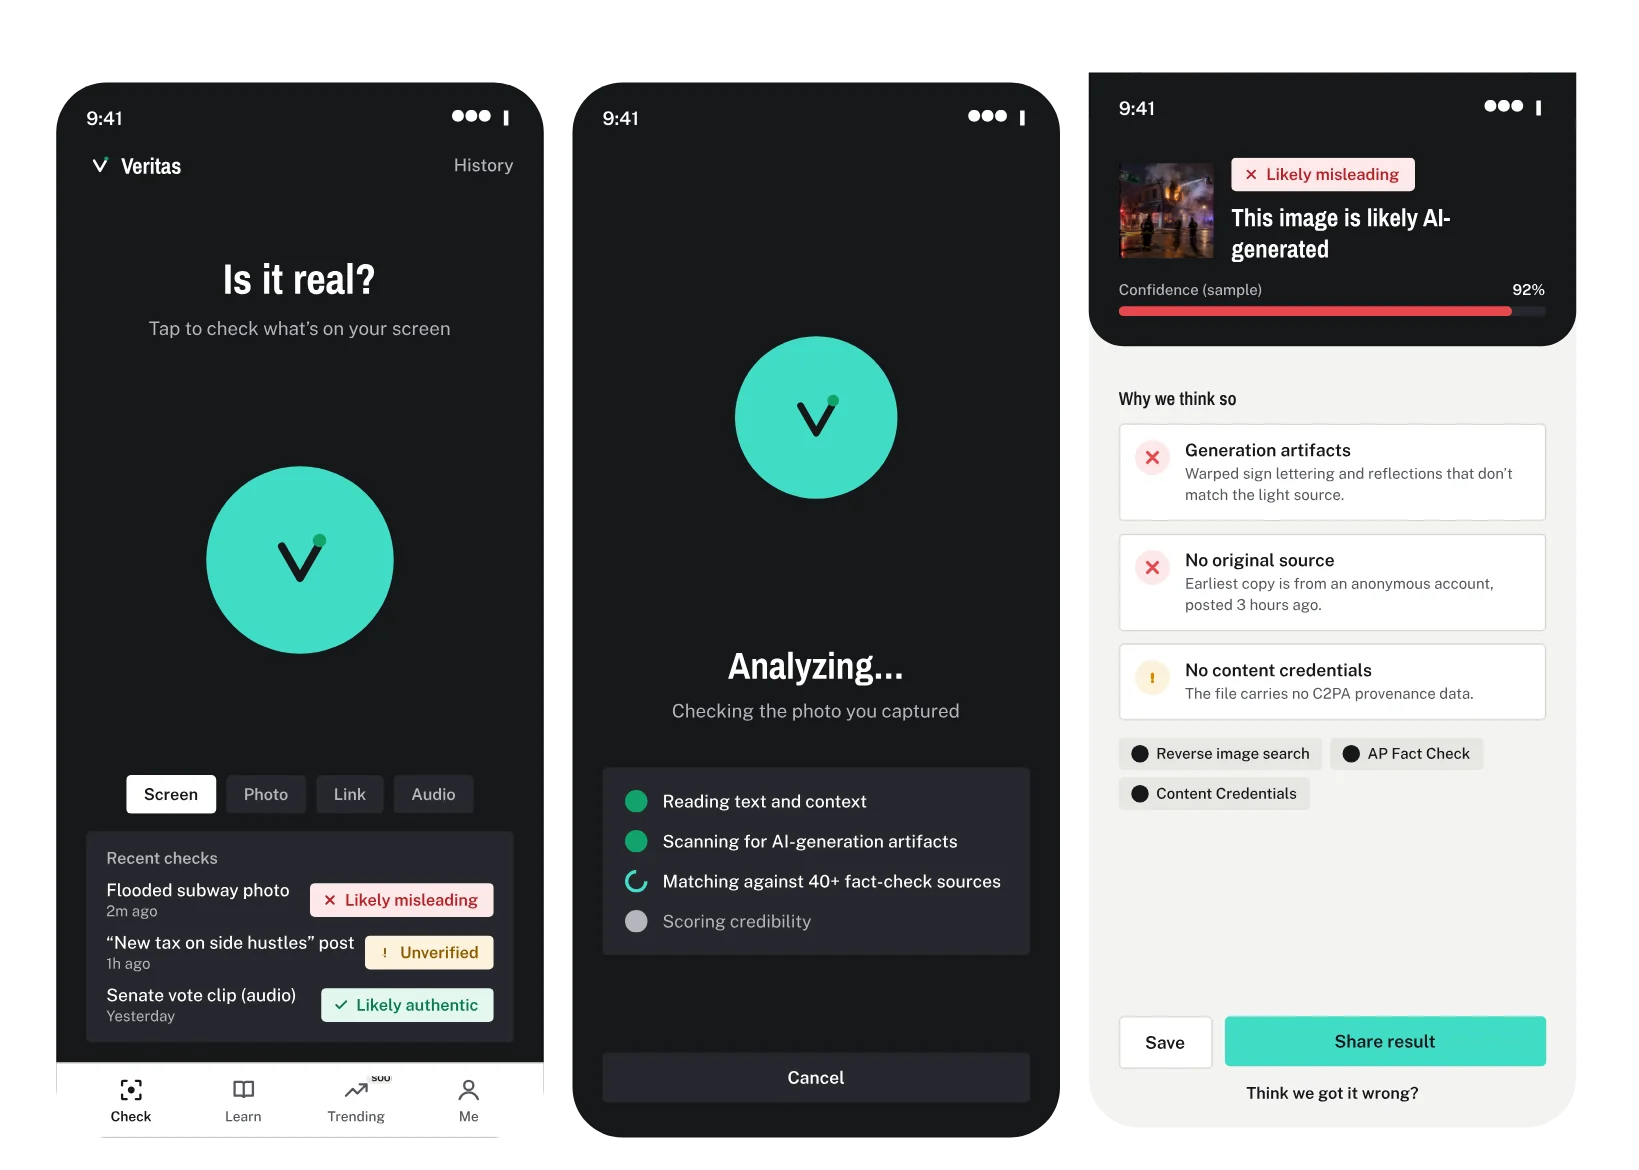 9:41
Veritas
History
Is it real?
Tap to check what’s on your screen
Screen
Photo
Link
Audio
Recent checks
Flooded subway photo
2m ago
Likely misleading
“New tax on side hustles” post
1h ago
Unverified
Senate vote clip (audio)
Yesterday
Likely authentic
Check
Learn
Trending
Me
9:41
Analyzing...
Checking the photo you captured
Reading text and context
Scanning for AI-generation artifacts
Matching against 40+ fact-check sources
Scoring credibility
Cancel
9:41
Likely misleading
This image is likely AI-
generated
Confidence (sample)
92%
Why we think so
Generation artifacts
Warped sign lettering and reflections that don’t
match the light source.
No original source
Earliest copy is from an anonymous account,
posted 3 hours ago.
No content credentials
The file carries no C2PA provenance data.
Reverse image search
AP Fact Check
Content Credentials
Save
Share result
Think we got it wrong?